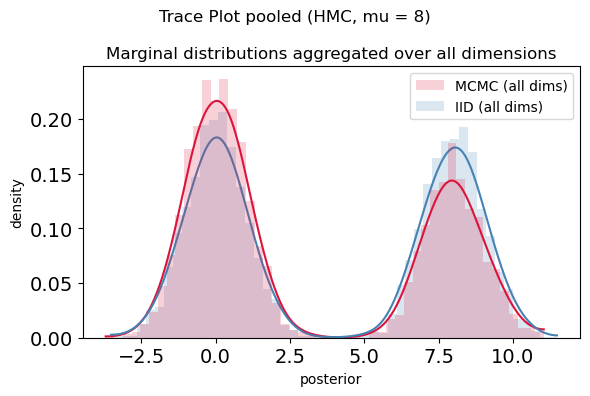 Trace Plot pooled (HMC, mu = 8)
Marginal distributions aggregated over all dimensions
MCMC (all dims)
IID (all dims)
density
0.20
0.15
0.10
0.05
0.00
−2.5 0.0 2.5 5.0 7.5 10.0
posterior